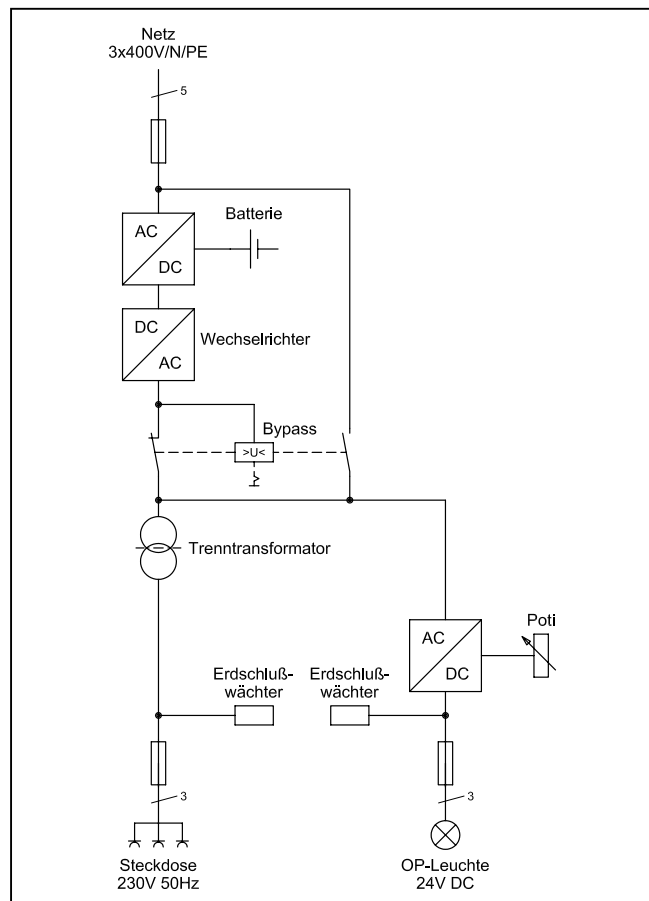 Netz
3x400V/N/PE
5
AC
DC
Batterie
DC
AC
Wechselrichter
Bypass
>U<
Trenntransformator
AC
DC
Poti
Erdschluß-
wächter
Erdschluß-
wächter
3
3
Steckdose
230V 50Hz
OP-Leuchte
24V DC